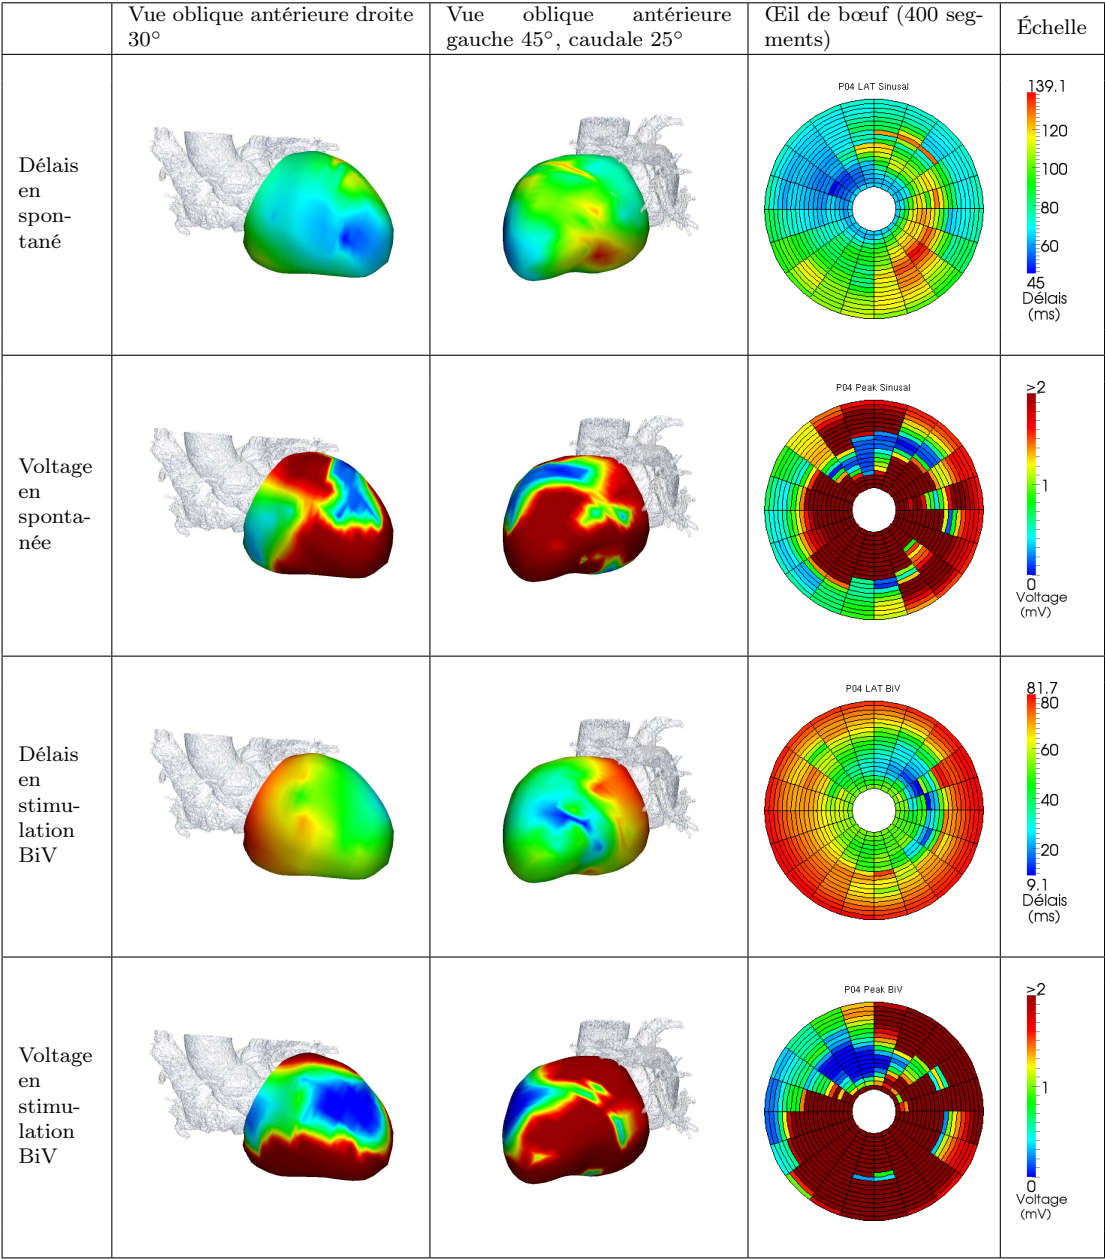 Vue oblique antérieure droite
30°
Vue oblique antérieure
gauche 45°, caudale 25°
Œil de bœuf (400 seg-
ments)
Échelle
Délais
en
spon-
tané
P04 LAT Sinusal
139.1
120
100
80
60
45
Délais
(ms)
Voltage
en
sponta-
née
P04 Peak Sinusal
>2
1
0
Voltage
(mV)
Délais
en
stimu-
lation
BiV
P04 LAT BiV
81.7
80
60
40
20
9.1
Délais
(ms)
Voltage
en
stimu-
lation
BiV
P04 Peak BiV
>2
1
0
Voltage
(mV)